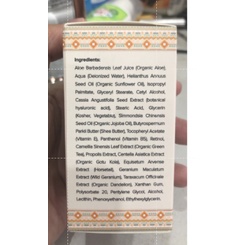 Ingredients:
Aloe Barbedensis Leaf Juice (Organic Aloe)
Aqua (Deionized Water), Helianthus Annuus
Seed Oil (Organic Sunflower Oil), Isopropyl
Palmitate, Glyceryl Stearate, Cetyl Alcohol,
Cassia Angustifolia Seed Extract (botanical
hyaluronic acid), Stearic Acid, Glycerin
(Kosher, Vegetable), Simmondsia Chinensis
Seed Oil (Organic Jojoba Oil), Butyrospermum
Parkii Butter (Shea Butter), Tocopheryl Acetate
(Vitamin E), Panthenol (Vitamin B5), Retinol,
Camellia Sinensis Leaf Extract (Organic Green
Tea), Propolis Extract, Centella Asiatica Extract
(Organic Gotu Kola), Equisetum Arvense
Extract (Horsetail), Geranium Maculatum
Extract (Wild Geranium), Taraxacum Officinale
Extract (Organic Dandelion), Xanthan Gum,
Polysorbate 20, Pentylene Glycol, Alcohol,
Lecithin, Phenoxyethanol, Ethylhexylglycerin.